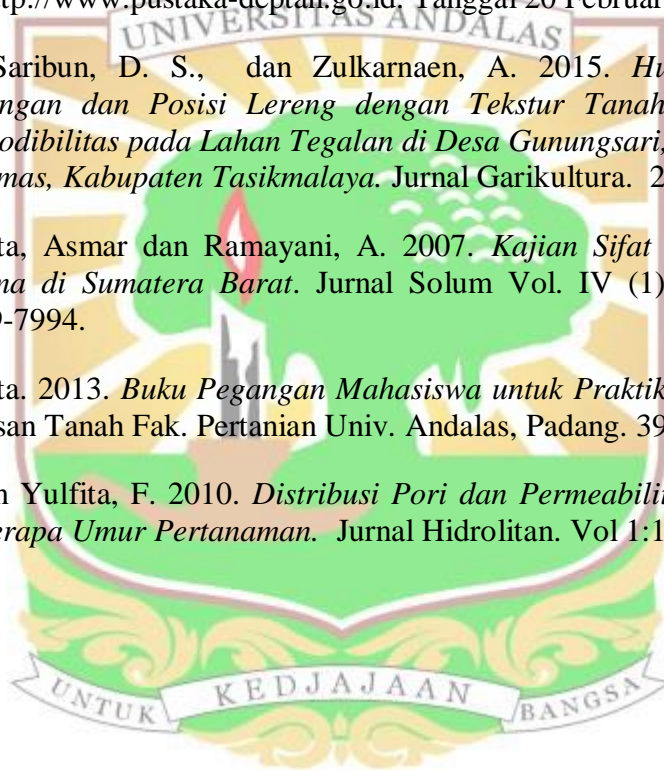 tp://www.pustaka-deptan.go.id. Tanggal 20 Februar
UNIVERSITAS ANDALAS
Saribun, D. S., dan Zulkarnaen, A. 2015. Hu
ngan dan Posisi Lereng dengan Tekstur Tanah
odibilitas pada Lahan Tegalan di Desa Gunungsari,
mas, Kabupaten Tasikmalaya. Jurnal Garikultura. 2
ta, Asmar dan Ramayani, A. 2007. Kajian Sifat
na di Sumatera Barat. Jurnal Solum Vol. IV (1)
-7994.
ta. 2013. Buku Pegangan Mahasiswa untuk Praktik
san Tanah Fak. Pertanian Univ. Andalas, Padang. 39
n Yulfita, F. 2010. Distribusi Pori dan Permeabili
erapa Umur Pertanaman. Jurnal Hidrolitan. Vol 1:1
UNTUK KEDJAJAAN BANGSA